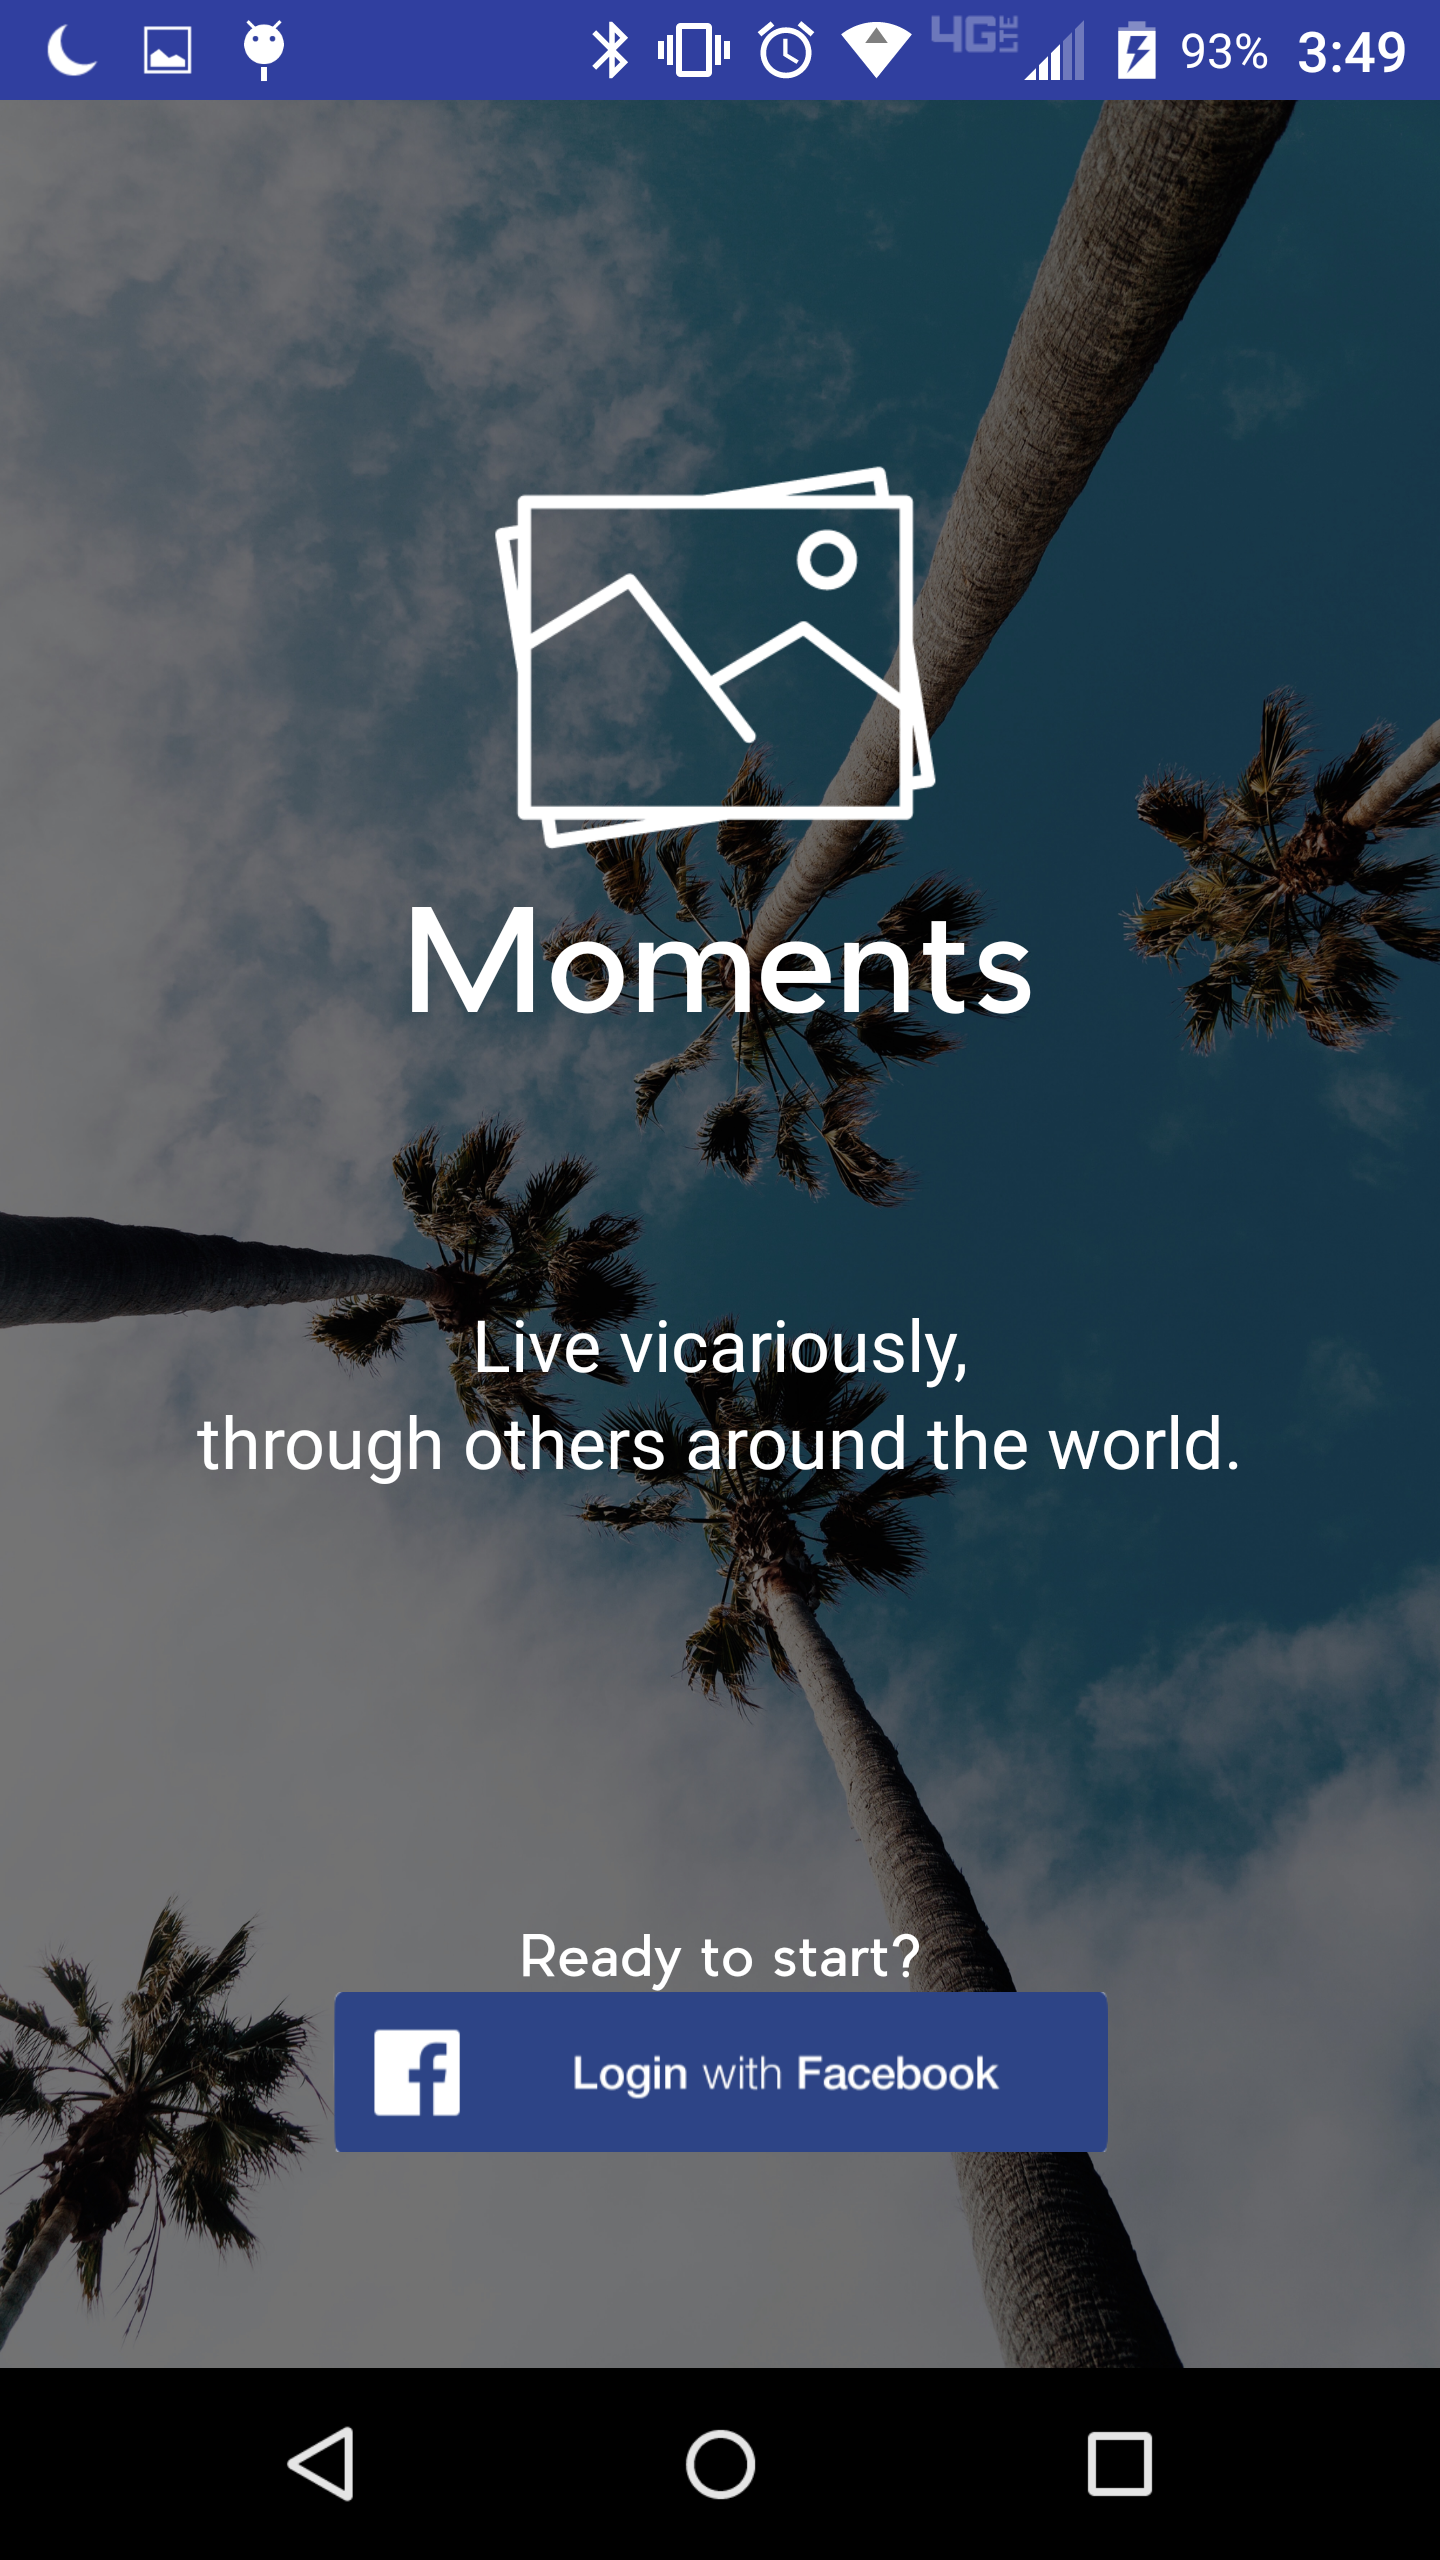 4G LTE 93% 3:49
Moments
Live vicariously,
through others around the world.
Ready to start?
Login with Facebook